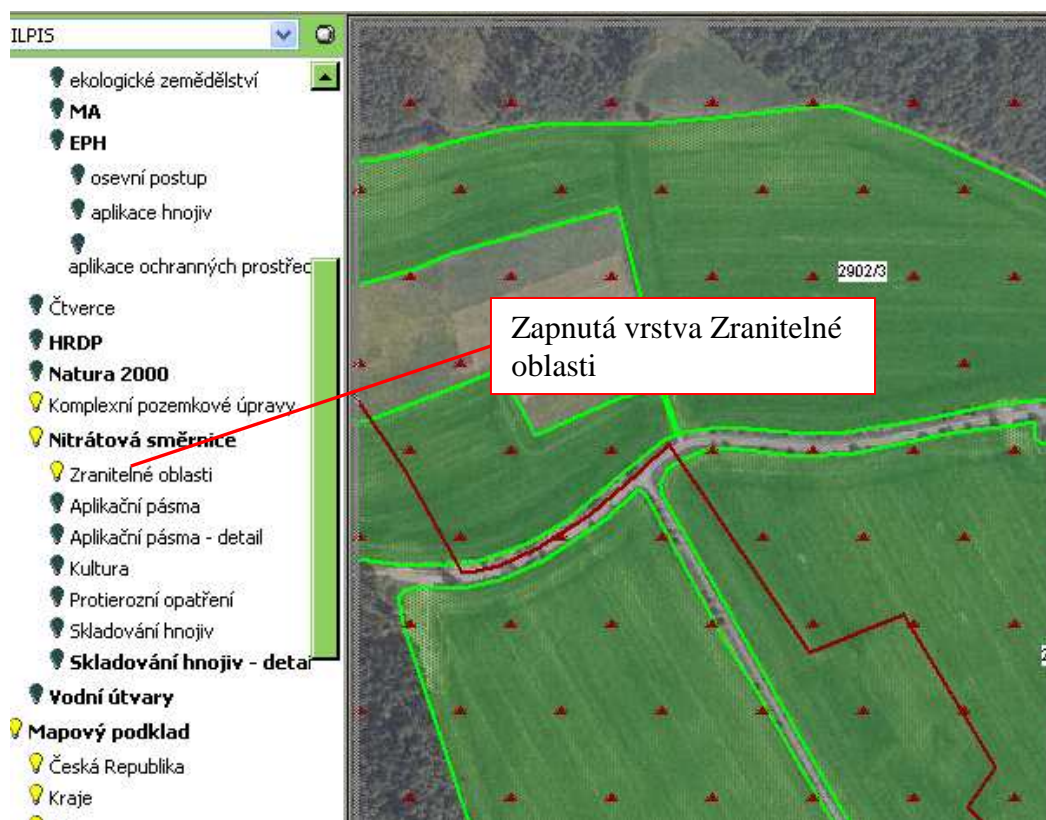 ILPIS
ekologické zemědělství
MA
EPH
osevní postup
aplikace hnojiv
aplikace ochranných prostřec
Čtverce
HRDP
Natura 2000
Komplexní pozemkové úpravy
Nitrátová směrnice
Zranitelné oblasti
Aplikační pásma
Aplikační pásma - detail
Kultura
Protierozní opatření
Skladování hnojiv
Skladování hnojiv - detai
Vodní útvary
Mapový podklad
Česká Republika
Kraje
2902/3
Zapnutá vrstva Zranitelné
oblasti